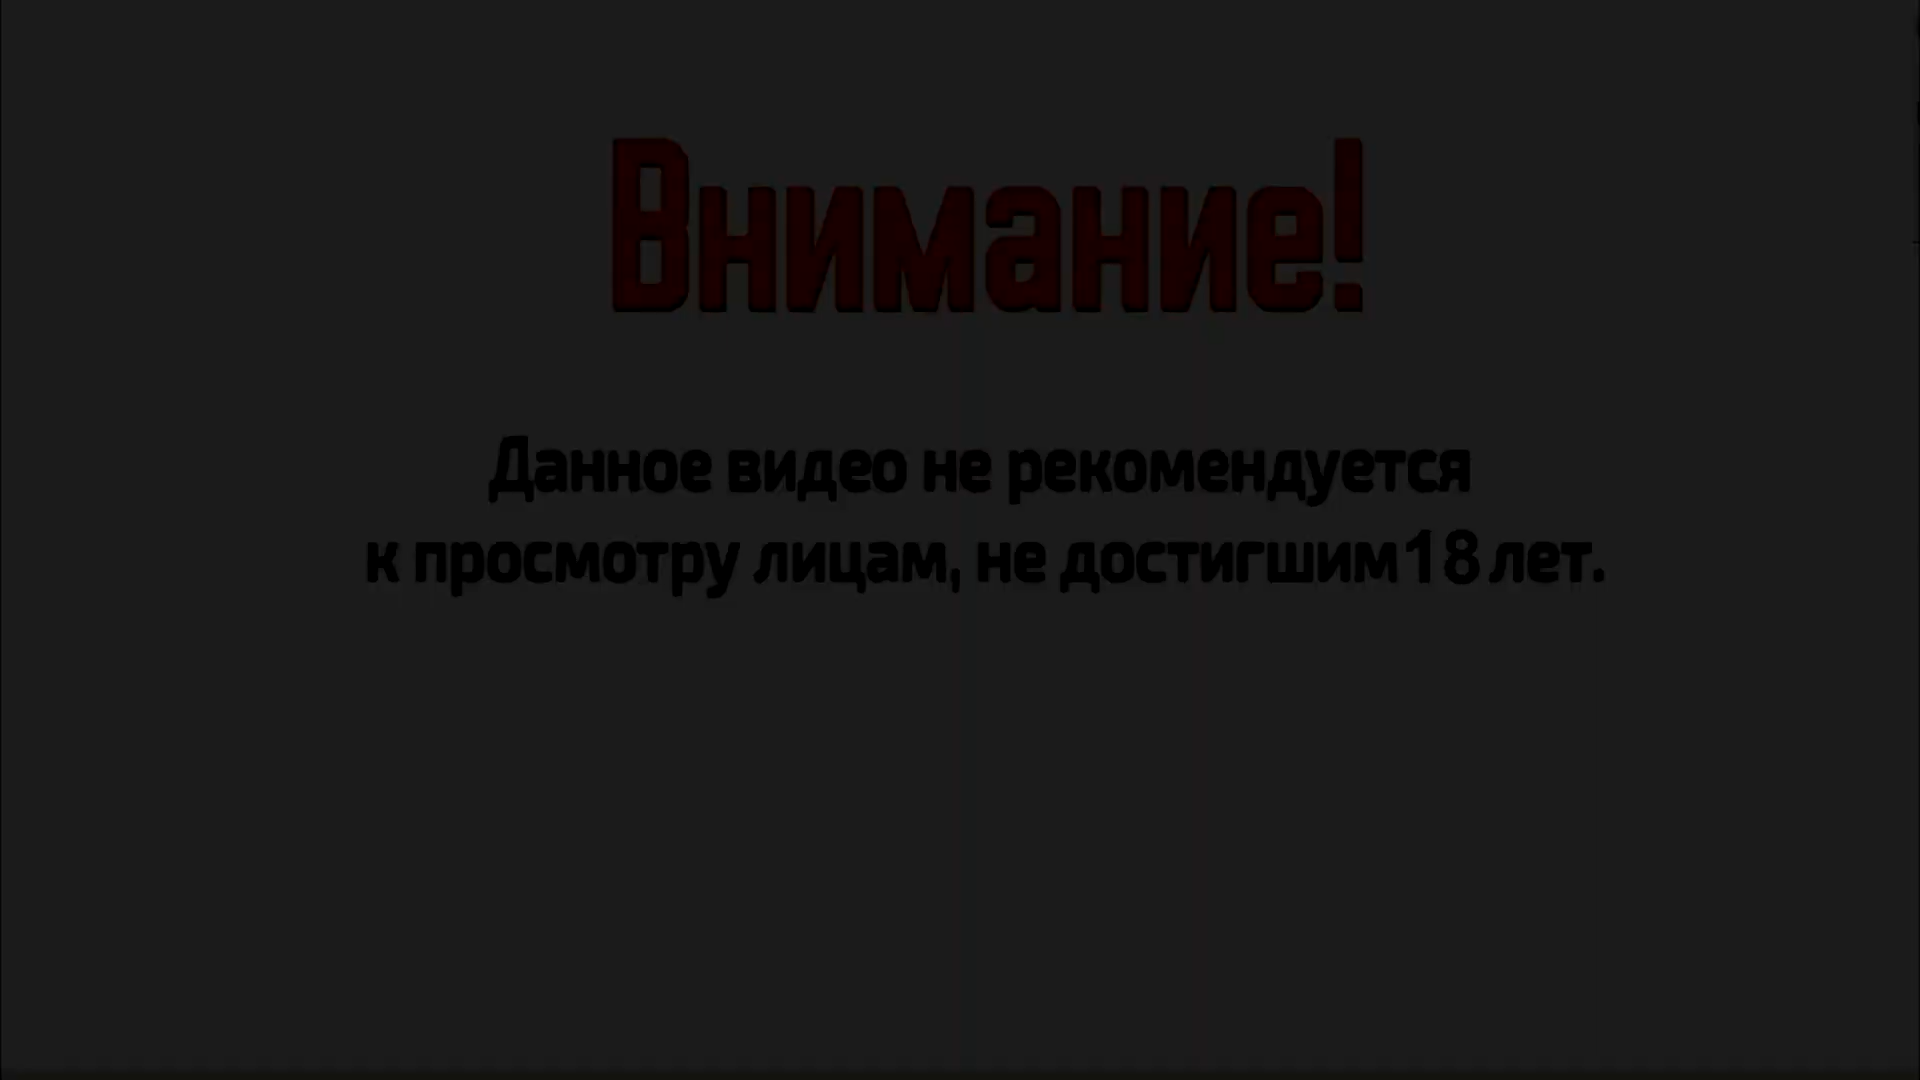 Внимание!
Данное видео не рекомендуется
к просмотру лицам, не достигшим 18 лет.